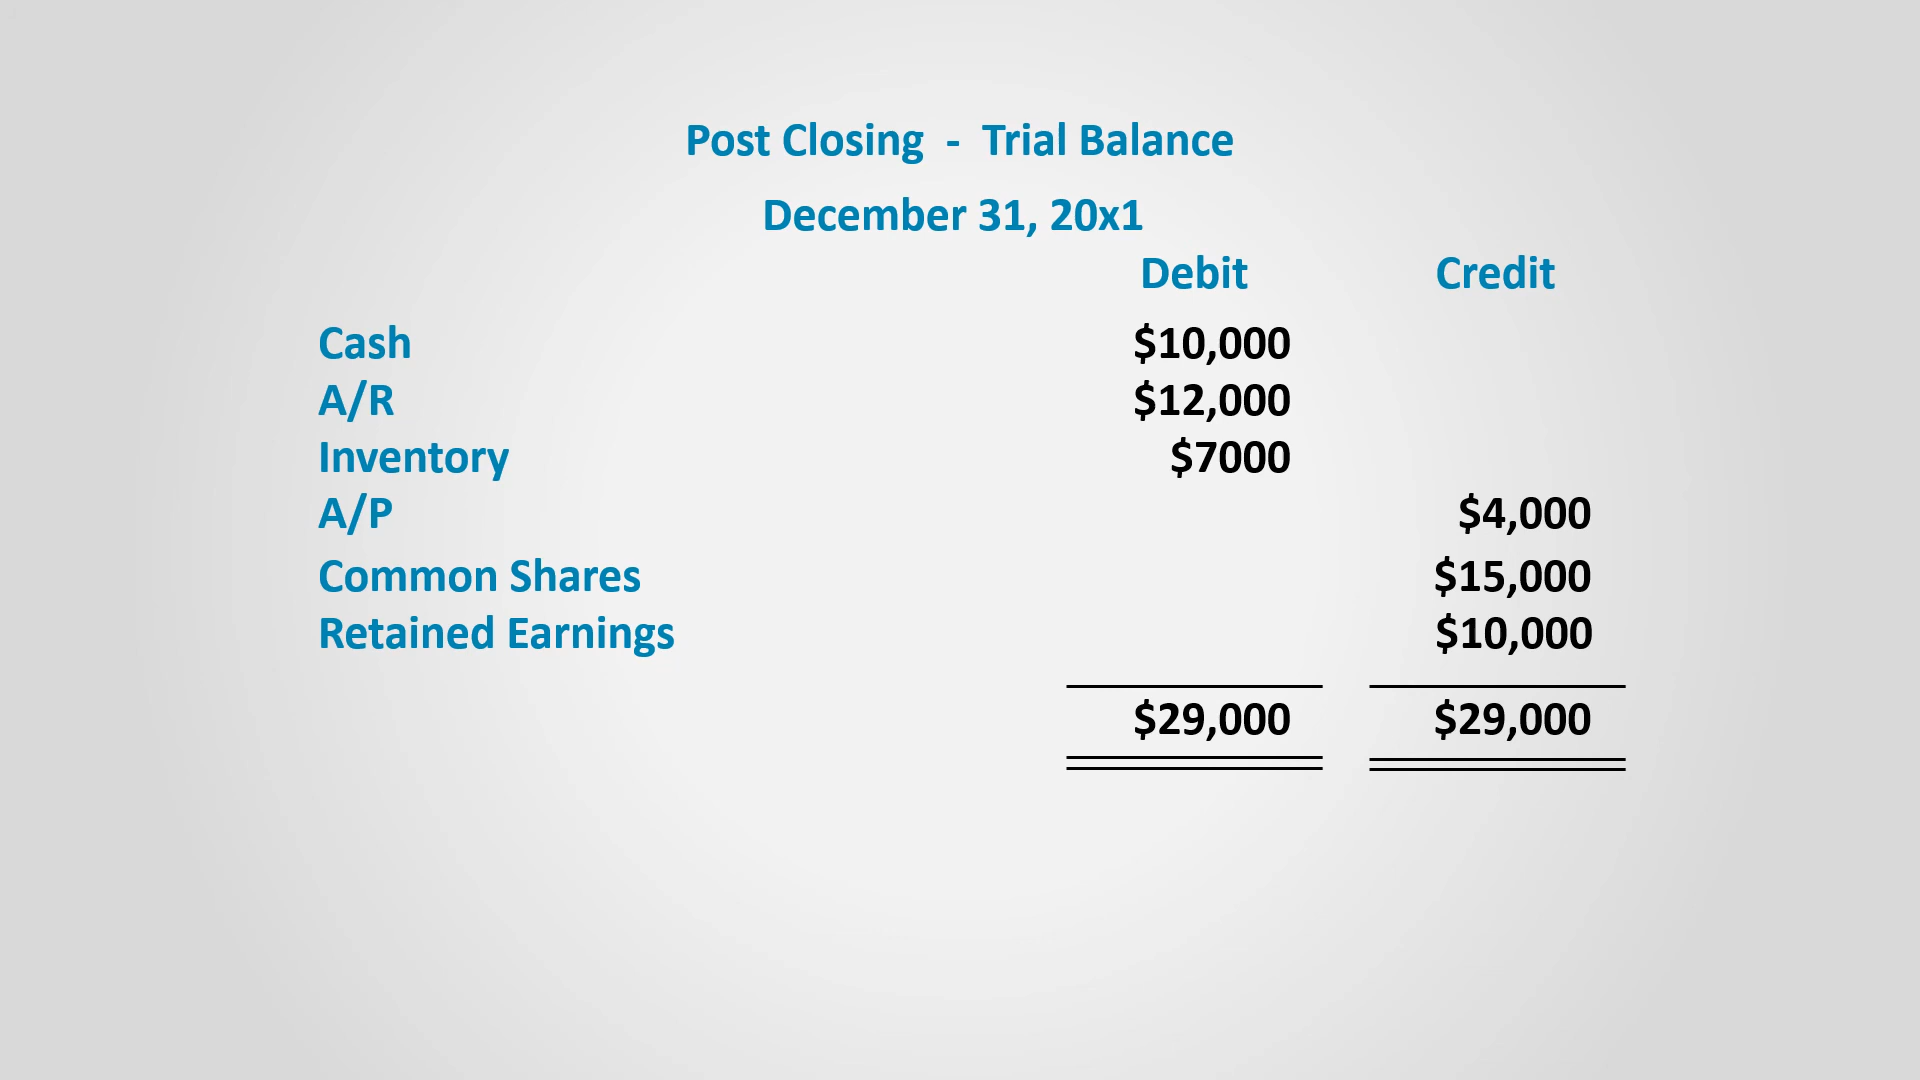 Post Closing - Trial Balance
December 31, 20x1
Debit Credit
Cash $10,000
A/R $12,000
Inventory $7000
A/P $4,000
Common Shares $15,000
Retained Earnings $10,000
$29,000 $29,000